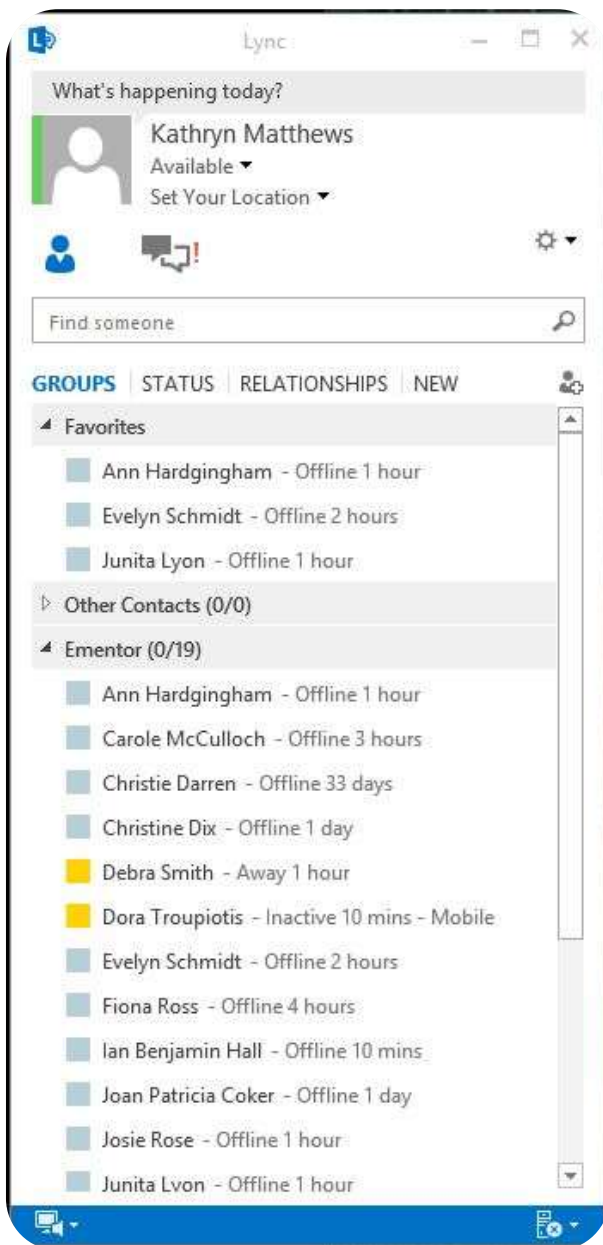 Lync
What's happening today?
Kathryn Matthews
Available
Set Your Location
!
Find someone
GROUPS STATUS RELATIONSHIPS NEW
Favorites
Ann Hardgingham - Offline 1 hour
Evelyn Schmidt - Offline 2 hours
Junita Lyon - Offline 1 hour
Other Contacts (0/0)
Ementor (0/19)
Ann Hardgingham - Offline 1 hour
Carole McCulloch - Offline 3 hours
Christie Darren - Offline 33 days
Christine Dix - Offline 1 day
Debra Smith - Away 1 hour
Dora Troupiotis - Inactive 10 mins - Mobile
Evelyn Schmidt - Offline 2 hours
Fiona Ross - Offline 4 hours
Ian Benjamin Hall - Offline 10 mins
Joan Patricia Coker - Offline 1 day
Josie Rose - Offline 1 hour
Junita Lyon - Offline 1 hour